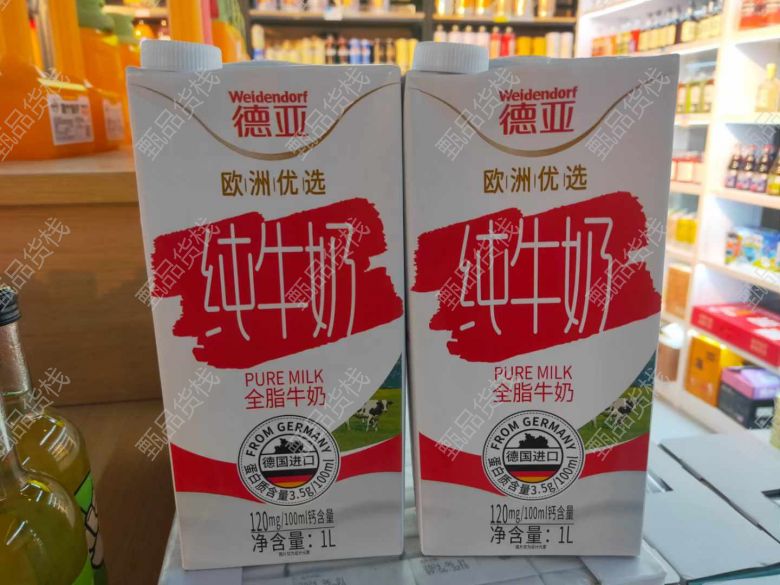 Weidendorf
德亚
欧洲优选
纯牛奶
PURE MILK
全脂牛奶
FROM GERMANY
德国进口
蛋白质含量3.5g/100ml
120mg/100ml钙含量
净含量：1L
Weidendorf
德亚
欧洲优选
纯牛奶
PURE MILK
全脂牛奶
FROM GERMANY
德国进口
蛋白质含量3.5g/100ml
120mg/100ml钙含量
净含量：1L
甄品货栈